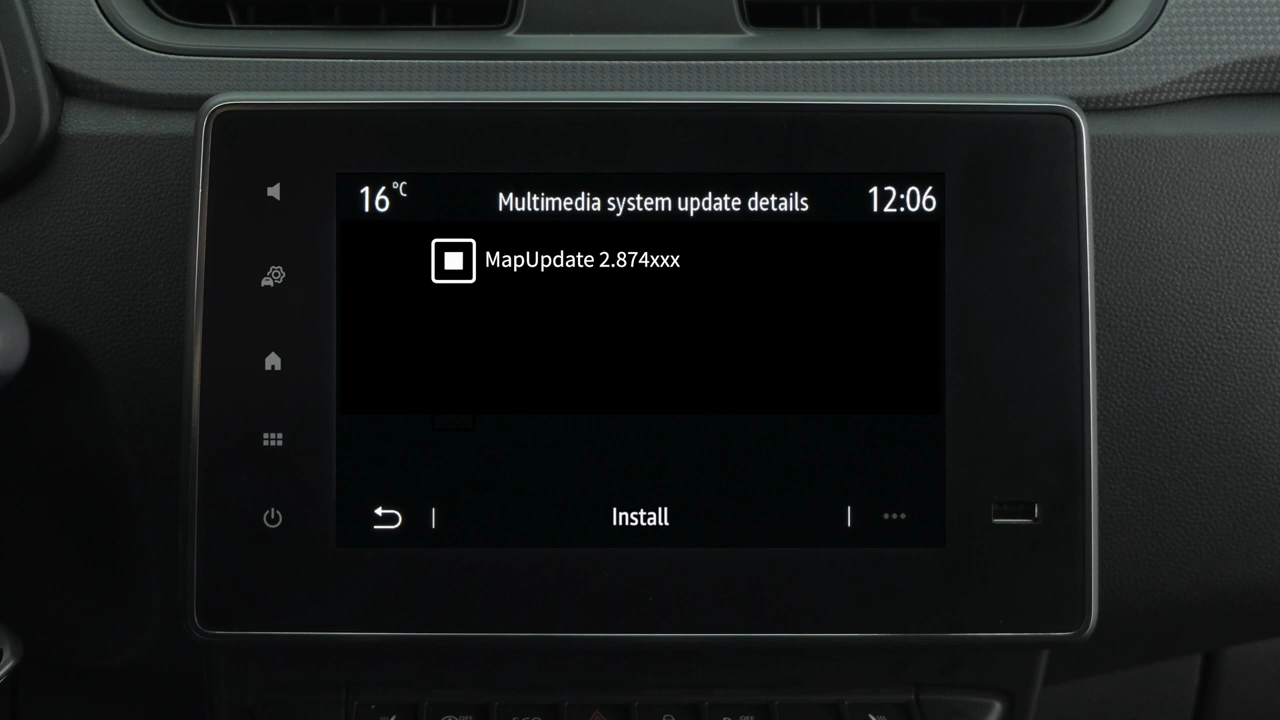 16 °C
Multimedia system update details
12:06
MapUpdate 2.874xxx
Install